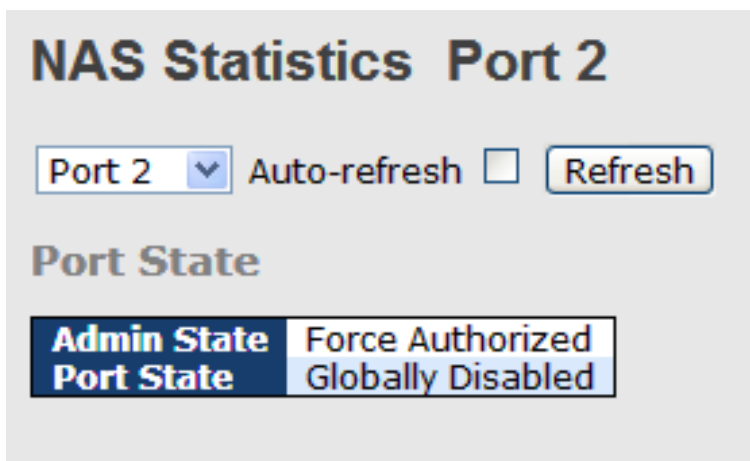 NAS Statistics Port 2
Port 2 Auto-refresh Refresh
Port State
Admin State Force Authorized
Port State Globally Disabled